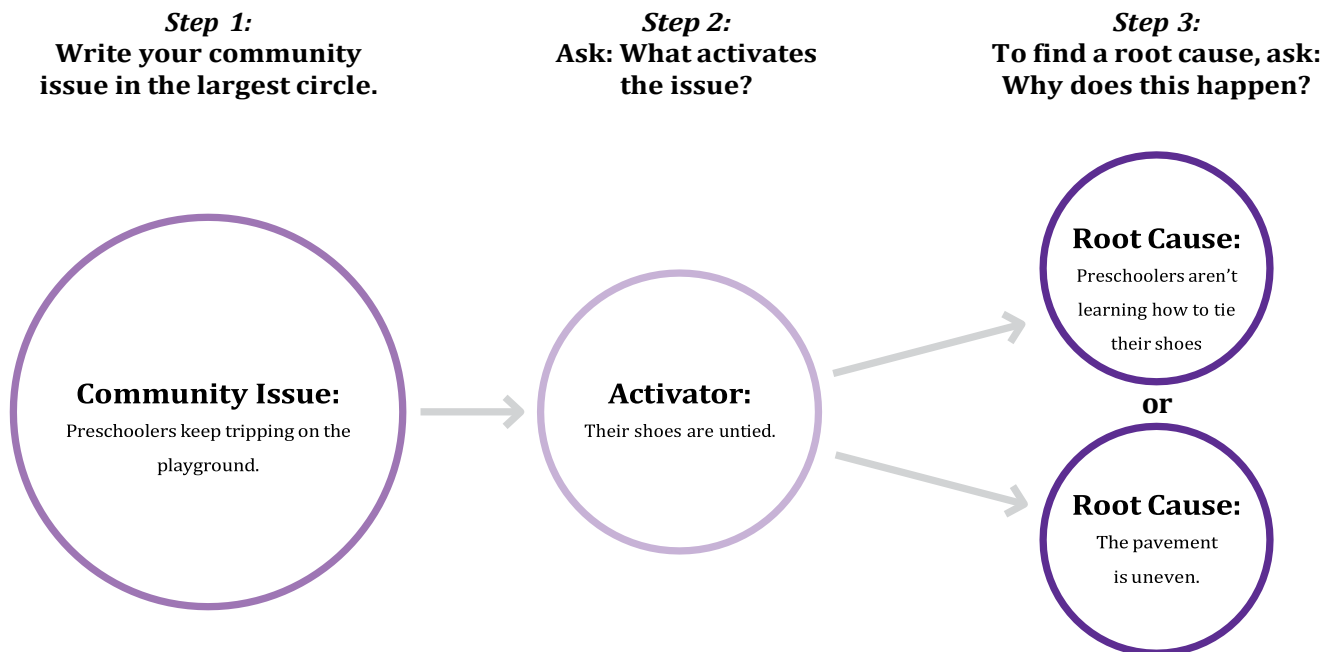 Step 1:
Write your community
issue in the largest circle.
Step 2:
Ask: What activates
the issue?
Step 3:
To find a root cause, ask:
Why does this happen?
Community Issue:
Preschoolers keep tripping on the
playground.
Activator:
Their shoes are untied.
Root Cause:
Preschoolers aren’t
learning how to tie
their shoes
or
Root Cause:
The pavement
is uneven.